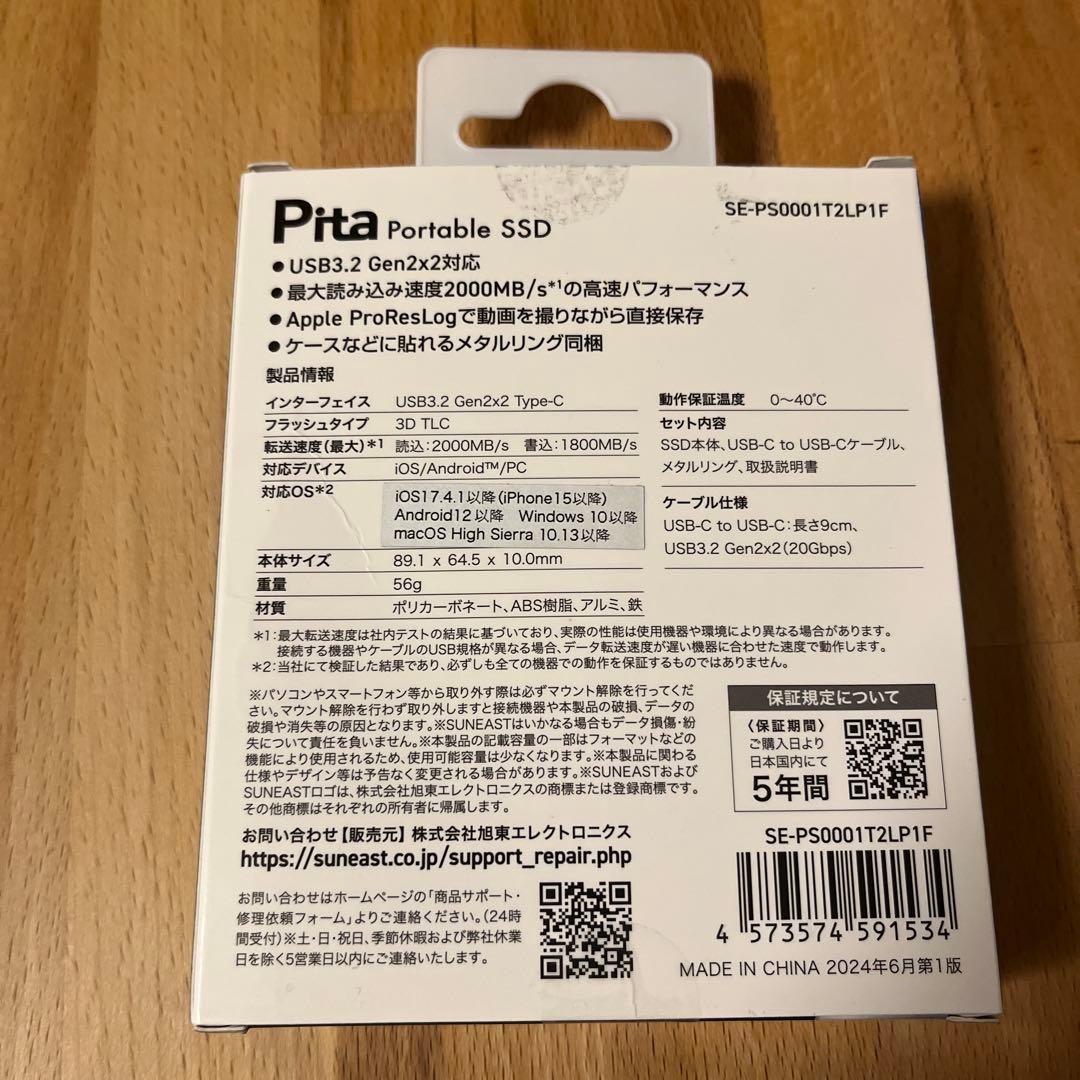 Pita Portable SSD
SE-PS0001T2LP1F
●USB3.2 Gen2x2対応
●最大読み込み速度2000MB/s*1の高速パフォーマンス
●Apple ProResLogで動画を撮りながら直接保存
●ケースなどに貼れるメタルリング同梱
製品情報
インターフェイス USB3.2 Gen2x2 Type-C
フラッシュタイプ 3D TLC
転送速度(最大)*1 読込:2000MB/s 書込:1800MB/s
対応デバイス iOS/Android™/PC
対応OS*2 iOS17.4.1以降(iPhone15以降)
Android12以降 Windows 10以降
macOS High Sierra 10.13以降
本体サイズ 89.1 x 64.5 x 10.0mm
重量 56g
材質 ポリカーボネート、ABS樹脂、アルミ、鉄
動作保証温度 0〜40℃
セット内容
SSD本体、USB-C to USB-Cケーブル、
メタルリング、取扱説明書
ケーブル仕様
USB-C to USB-C:長さ9cm、
USB3.2 Gen2x2(20Gbps)
*1:最大転送速度は社内テストの結果に基づいており、実際の性能は使用機器や環境により異なる場合があります。
接続する機器やケーブルのUSB規格が異なる場合、データ転送速度が遅い機器に合わせた速度で動作します。
*2:当社にて検証した結果であり、必ずしも全ての機器での動作を保証するものではありません。
※パソコンやスマートフォン等から取り外す際は必ずマウント解除を行ってくだ
さい。マウント解除を行わず取り外しますと接続機器や本製品の破損、データの
破損や消失等の原因となります。※SUNEASTはいかなる場合もデータ損傷・紛
失について責任を負いません。※本製品の記載容量の一部はフォーマットなどの
機能により使用されるため、使用可能容量は少なくなります。※本製品に関わる
仕様やデザイン等は予告なく変更される場合があります。※SUNEASTおよび
SUNEASTロゴは、株式会社旭東エレクトロニクスの商標または登録商標です。
その他商標はそれぞれの所有者に帰属します。
保証規定について
〈保証期間〉
ご購入日より
日本国内にて
5年間
お問い合わせ【販売元】株式会社旭東エレクトロニクス
https://suneast.co.jp/support_repair.php
お問い合わせはホームページの「商品サポート・
修理依頼フォーム」よりご連絡ください。(24時
間受付)※土・日・祝日、季節休暇および弊社休業
日を除く5営業日以内にご連絡いたします。
SE-PS0001T2LP1F
4 573574 591534
MADE IN CHINA 2024年6月第1版